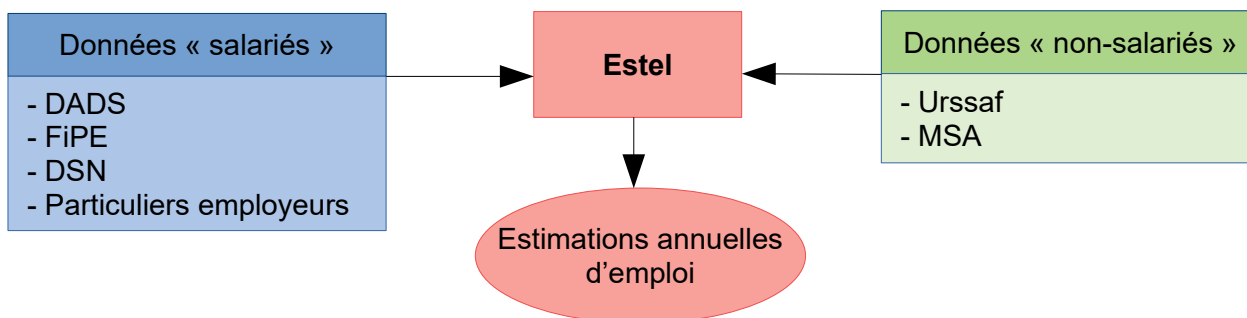 Données « salariés »
- DADS
- FiPE
- DSN
- Particuliers employeurs
Estel
Données « non-salariés »
- Urssaf
- MSA
Estimations annuelles
d’emploi